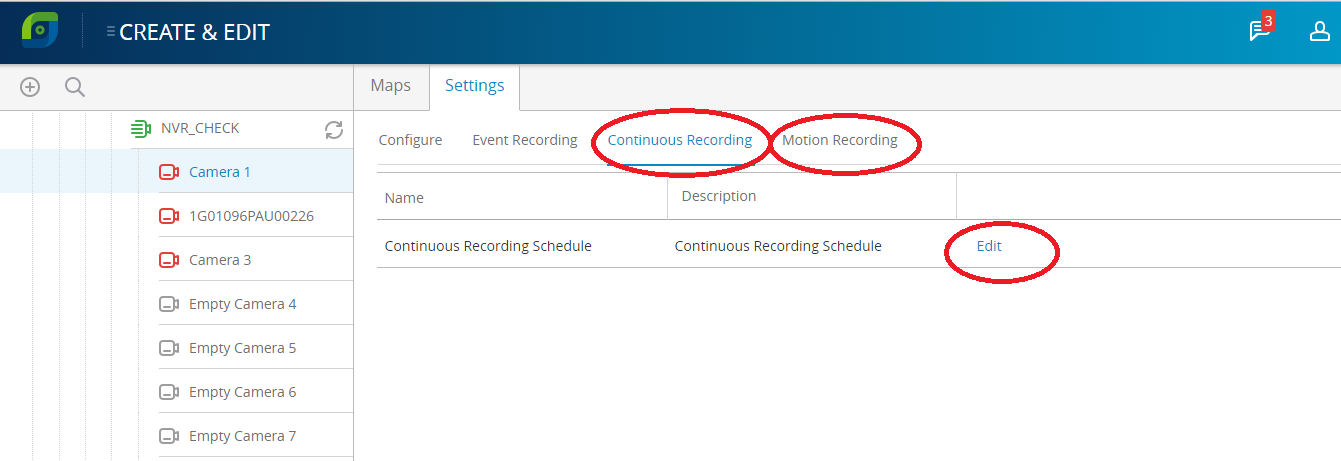 CREATE & EDIT
3
Maps
Settings
NVR_CHECK
Camera 1
1G01096PAU00226
Camera 3
Empty Camera 4
Empty Camera 5
Empty Camera 6
Empty Camera 7
Configure
Event Recording
Continuous Recording
Motion Recording
Name
Description
Continuous Recording Schedule
Continuous Recording Schedule
Edit